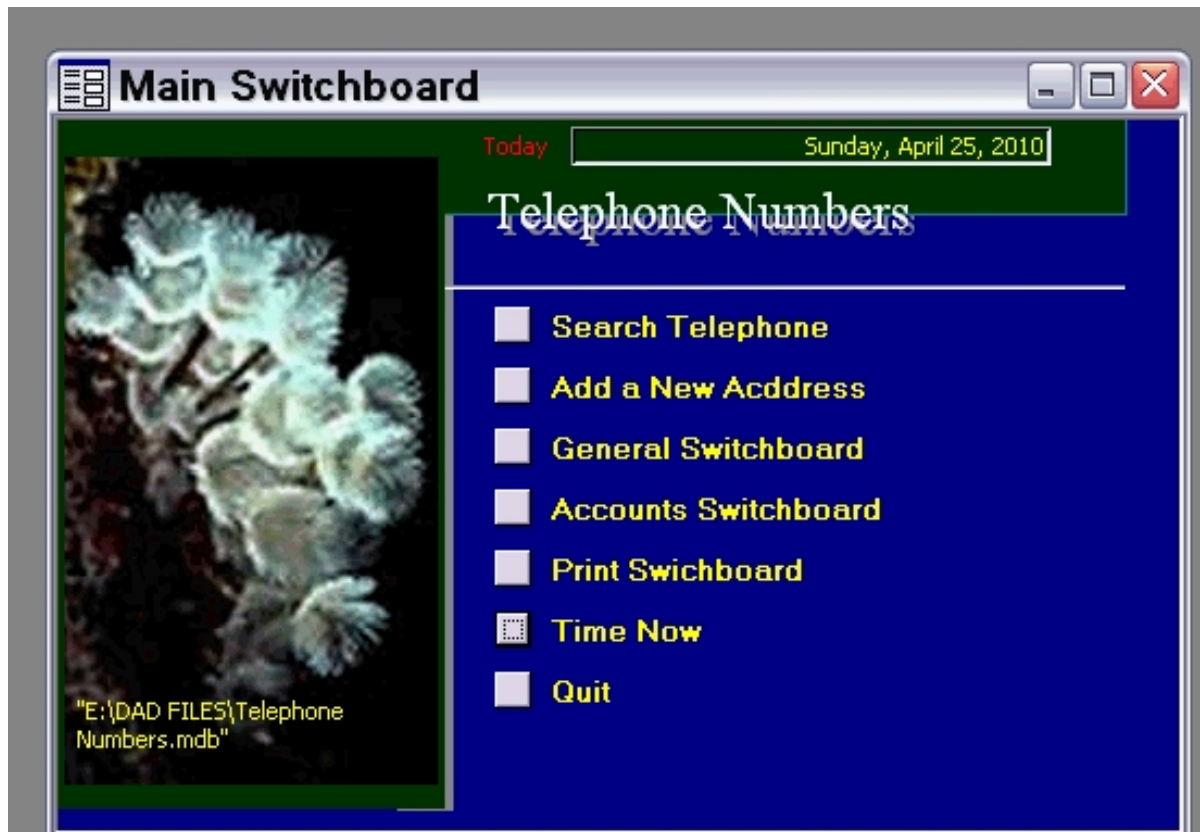 Main Switchboard
Today Sunday, April 25, 2010
Telephone Numbers
Search Telephone
Add a New Acddress
General Switchboard
Accounts Switchboard
Print Swichboard
Time Now
Quit
"E:\DAD FILES\Telephone
Numbers.mdb"